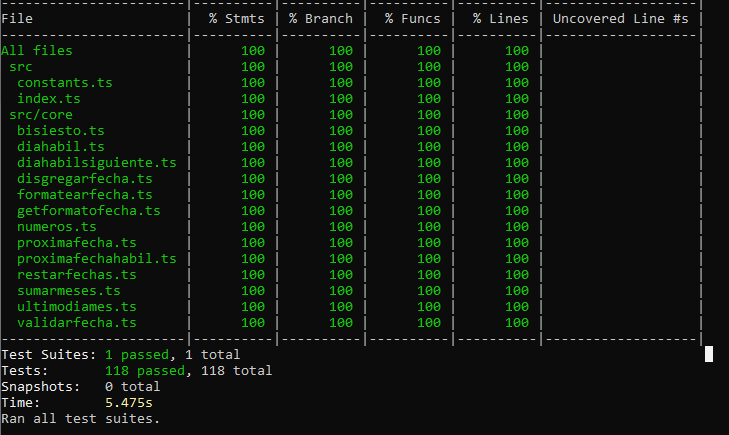 File | % Stmts | % Branch | % Funcs | % Lines | Uncovered Line #s |
All files | 100 | 100 | 100 | 100 | |
src | 100 | 100 | 100 | 100 | |
constants.ts | 100 | 100 | 100 | 100 | |
index.ts | 100 | 100 | 100 | 100 | |
src/core | 100 | 100 | 100 | 100 | |
bisiesto.ts | 100 | 100 | 100 | 100 | |
diahabil.ts | 100 | 100 | 100 | 100 | |
diahabilsiguiente.ts | 100 | 100 | 100 | 100 | |
disgregarfecha.ts | 100 | 100 | 100 | 100 | |
formatearfecha.ts | 100 | 100 | 100 | 100 | |
getformatofecha.ts | 100 | 100 | 100 | 100 | |
numeros.ts | 100 | 100 | 100 | 100 | |
proximafecha.ts | 100 | 100 | 100 | 100 | |
proximafechahabil.ts | 100 | 100 | 100 | 100 | |
restarfechas.ts | 100 | 100 | 100 | 100 | |
sumarmeses.ts | 100 | 100 | 100 | 100 | |
ultimodiames.ts | 100 | 100 | 100 | 100 | |
validarfecha.ts | 100 | 100 | 100 | 100 | |
Test Suites: 1 passed, 1 total
Tests: 118 passed, 118 total
Snapshots: 0 total
Time: 5.475s
Ran all test suites.